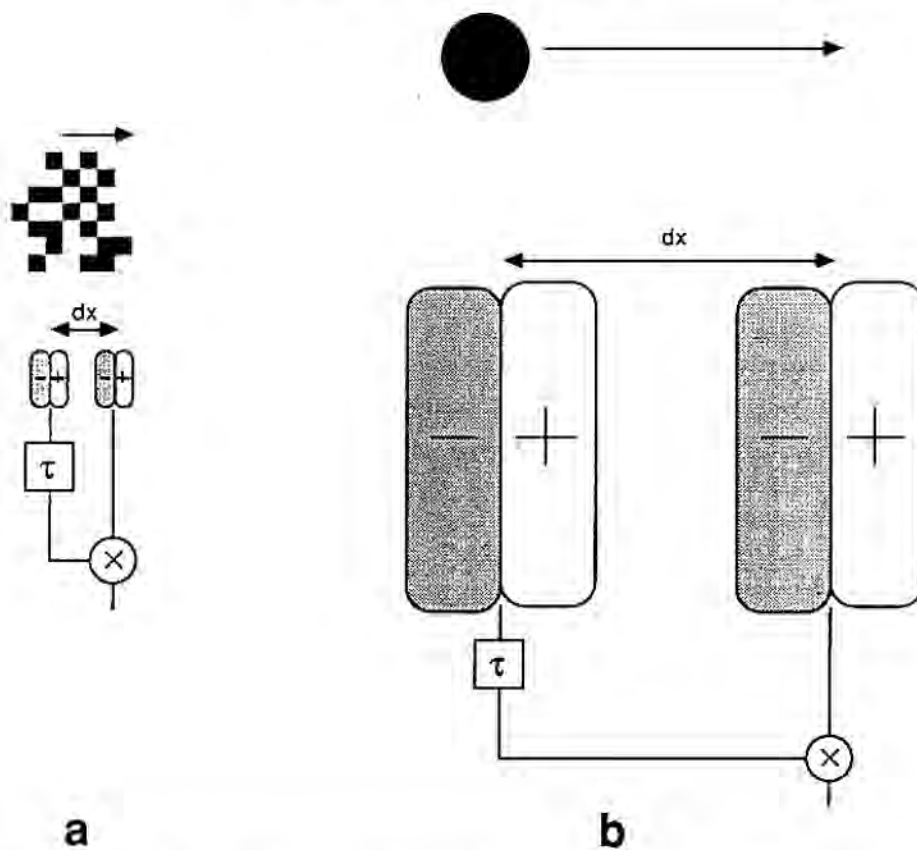 dx
- + - +
τ
×
dx
− + − +
τ
×
a b